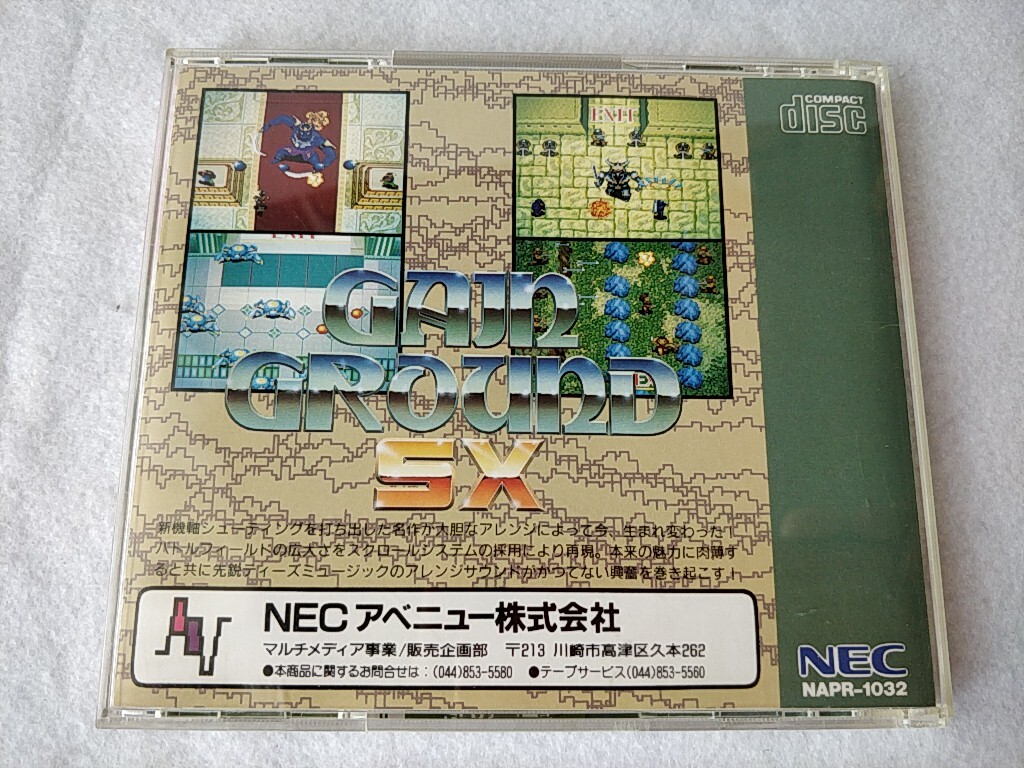 COMPACT
disc
EXIT
EXIT
GAIN
GROUND
SX
新機軸シューティングを打ち出した名作が大胆なアレンジによって今、生まれ変わった!
バトルフィールドの広大さをスクロールシステムの採用により再現。本来の魅力に肉薄す
ると共に先鋭ティーズミュージックのアレンジサウンドがかつてない興奮を巻き起こす!
NECアベニュー株式会社
マルチメディア事業/販売企画部 〒213 川崎市高津区久本262
●本商品に関するお問合せは:(044)853-5580 ●テープサービス(044)853-5560
NEC
NAPR-1032